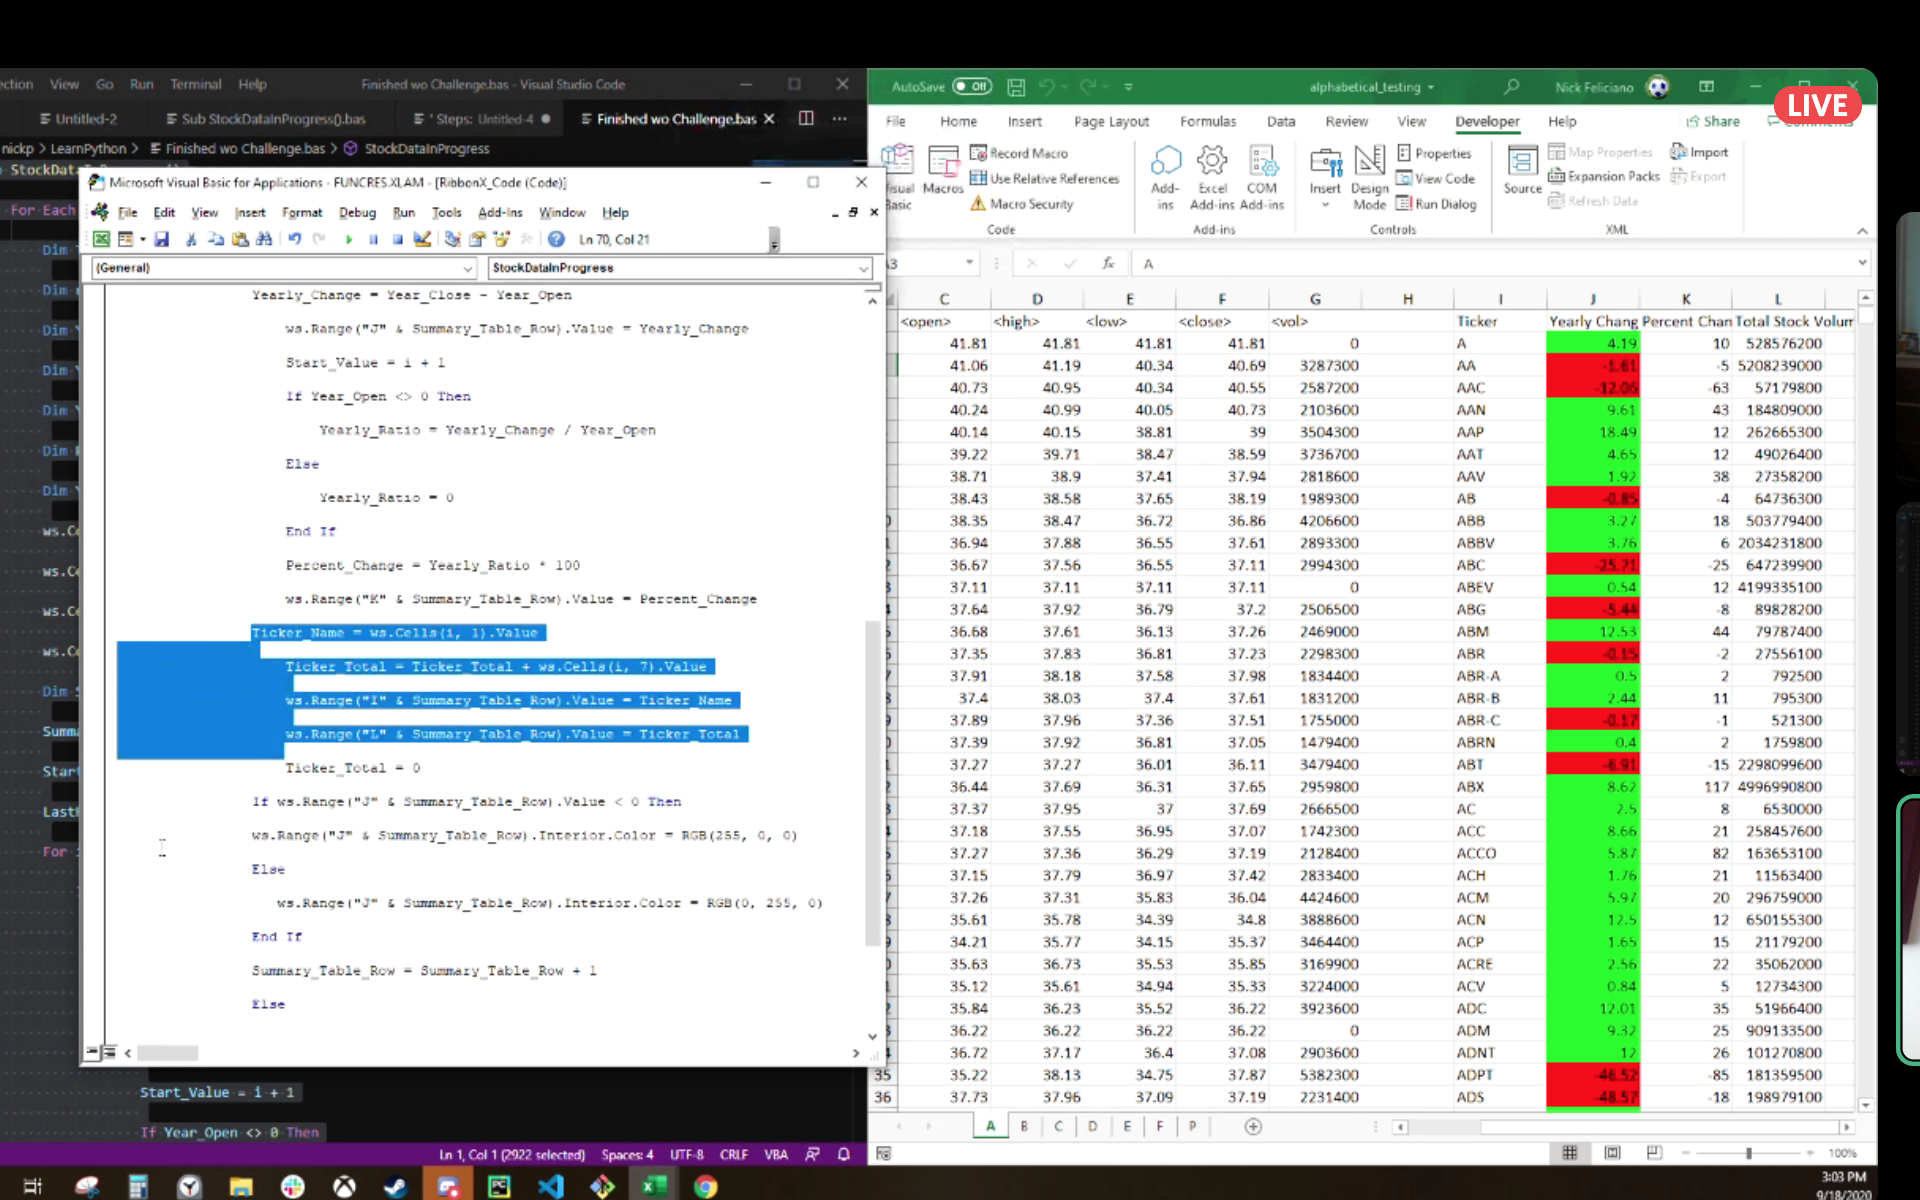 LIVE
ection View Go Run Terminal Help Finished wo Challenge.bas - Visual Studio Code
Untitled-2 Sub StockDataInProgress().bas ' Steps: Untitled-4 Finished wo Challenge.bas
nickp > LearnPython > Finished wo Challenge.bas > StockDataInProgress
StockData
For Each
Microsoft Visual Basic for Applications - FUNCRES.XLAM - [RibbonX_Code (Code)]
File Edit View Insert Format Debug Run Tools Add-Ins Window Help
Ln 70, Col 21
(General) StockDataInProgress
Yearly_Change = Year_Close - Year_Open
ws.Range("J" & Summary_Table_Row).Value = Yearly_Change
Start_Value = i + 1
If Year_Open <> 0 Then
Yearly_Ratio = Yearly_Change / Year_Open
Else
Yearly_Ratio = 0
End If
Percent_Change = Yearly_Ratio * 100
ws.Range("K" & Summary_Table_Row).Value = Percent_Change
Ticker_Name = ws.Cells(i, 1).Value
Ticker_Total = Ticker_Total + ws.Cells(i, 7).Value
ws.Range("I" & Summary_Table_Row).Value = Ticker_Name
ws.Range("L" & Summary_Table_Row).Value = Ticker_Total
Ticker_Total = 0
If ws.Range("J" & Summary_Table_Row).Value < 0 Then
ws.Range("J" & Summary_Table_Row).Interior.Color = RGB(255, 0, 0)
Else
ws.Range("J" & Summary_Table_Row).Interior.Color = RGB(0, 255, 0)
End If
Summary_Table_Row = Summary_Table_Row + 1
Else
Start_Value = i + 1
If Year_Open <> 0 Then
Ln 1, Col 1 (2922 selected) Spaces: 4 UTF-8 CRLF VBA
AutoSave Off alphabetical_testing Nick Feliciano
File Home Insert Page Layout Formulas Data Review View Developer Help Share Comments
Visual Basic Macros Record Macro Use Relative References Macro Security
Add-ins Excel Add-ins COM Add-ins
Insert Design Mode Properties View Code Run Dialog
Source Map Properties Expansion Packs Refresh Data Import Export
Code Add-ins Controls XML
A
C D E F G H I J K L
<open> <high> <low> <close> <vol> Ticker Yearly Chang Percent Chan Total Stock Volum
41.81 41.81 41.81 41.81 0 A 4.19 10 528576200
41.06 41.19 40.34 40.69 3287300 AA -1.61 -5 5208239000
40.73 40.95 40.34 40.55 2587200 AAC -12.06 -63 57179800
40.24 40.99 40.05 40.73 2103600 AAN 9.61 43 184809000
40.14 40.15 38.81 39 3504300 AAP 18.49 12 262665300
39.22 39.71 38.47 38.59 3736700 AAT 4.65 12 49026400
38.71 38.9 37.41 37.94 2818600 AAV 1.92 38 27358200
38.43 38.58 37.65 38.19 1989300 AB -0.85 -4 64736300
38.35 38.47 36.72 36.86 4206600 ABB 3.27 18 503779400
36.94 37.88 36.55 37.61 2893300 ABBV 3.76 6 2034231800
36.67 37.56 36.55 37.11 2994300 ABC -25.71 -25 647239900
37.11 37.11 37.11 37.11 0 ABEV 0.54 12 4199335100
37.64 37.92 36.79 37.2 2506500 ABG -5.44 -8 89828200
36.68 37.61 36.13 37.26 2469000 ABM 12.53 44 79787400
37.35 37.83 36.81 37.23 2298300 ABR -0.15 -2 27556100
37.91 38.18 37.58 37.98 1834400 ABR-A 0.5 2 792500
37.4 38.03 37.4 37.61 1831200 ABR-B 2.44 11 795300
37.89 37.96 37.36 37.51 1755000 ABR-C -0.17 -1 521300
37.39 37.92 36.81 37.05 1479400 ABRN 0.4 2 1759800
37.27 37.27 36.01 36.11 3479400 ABT -6.91 -15 2298099600
36.44 37.69 36.31 37.65 2959800 ABX 8.62 117 4996990800
37.37 37.95 37 37.69 2666500 AC 2.5 8 6530000
37.18 37.55 36.95 37.07 1742300 ACC 8.66 21 258457600
37.27 37.36 36.29 37.19 2128400 ACCO 5.87 82 163653100
37.15 37.79 36.97 37.42 2833400 ACH 1.76 21 11563400
37.26 37.31 35.83 36.04 4424600 ACM 5.97 20 296759000
35.61 35.78 34.39 34.8 3888600 ACN 12.5 12 650155300
34.21 35.77 34.15 35.37 3464400 ACP 1.65 15 21179200
35.63 36.73 35.53 35.85 3169900 ACRE 2.56 22 35062000
35.12 35.61 34.94 35.33 3224000 ACV 0.84 5 12734300
35.84 36.23 35.52 36.22 3923600 ADC 12.01 35 51966400
36.22 36.22 36.22 36.22 0 ADM 9.32 25 909133500
36.72 37.17 36.4 37.08 2903600 ADNT 12 26 101270800
35 35.22 38.13 34.75 37.87 5382300 ADPT -46.52 -85 181359500
36 37.73 37.96 37.09 37.19 2231400 ADS -48.57 -18 198979100
A B C D E F P
100%
3:03 PM
9/18/2020